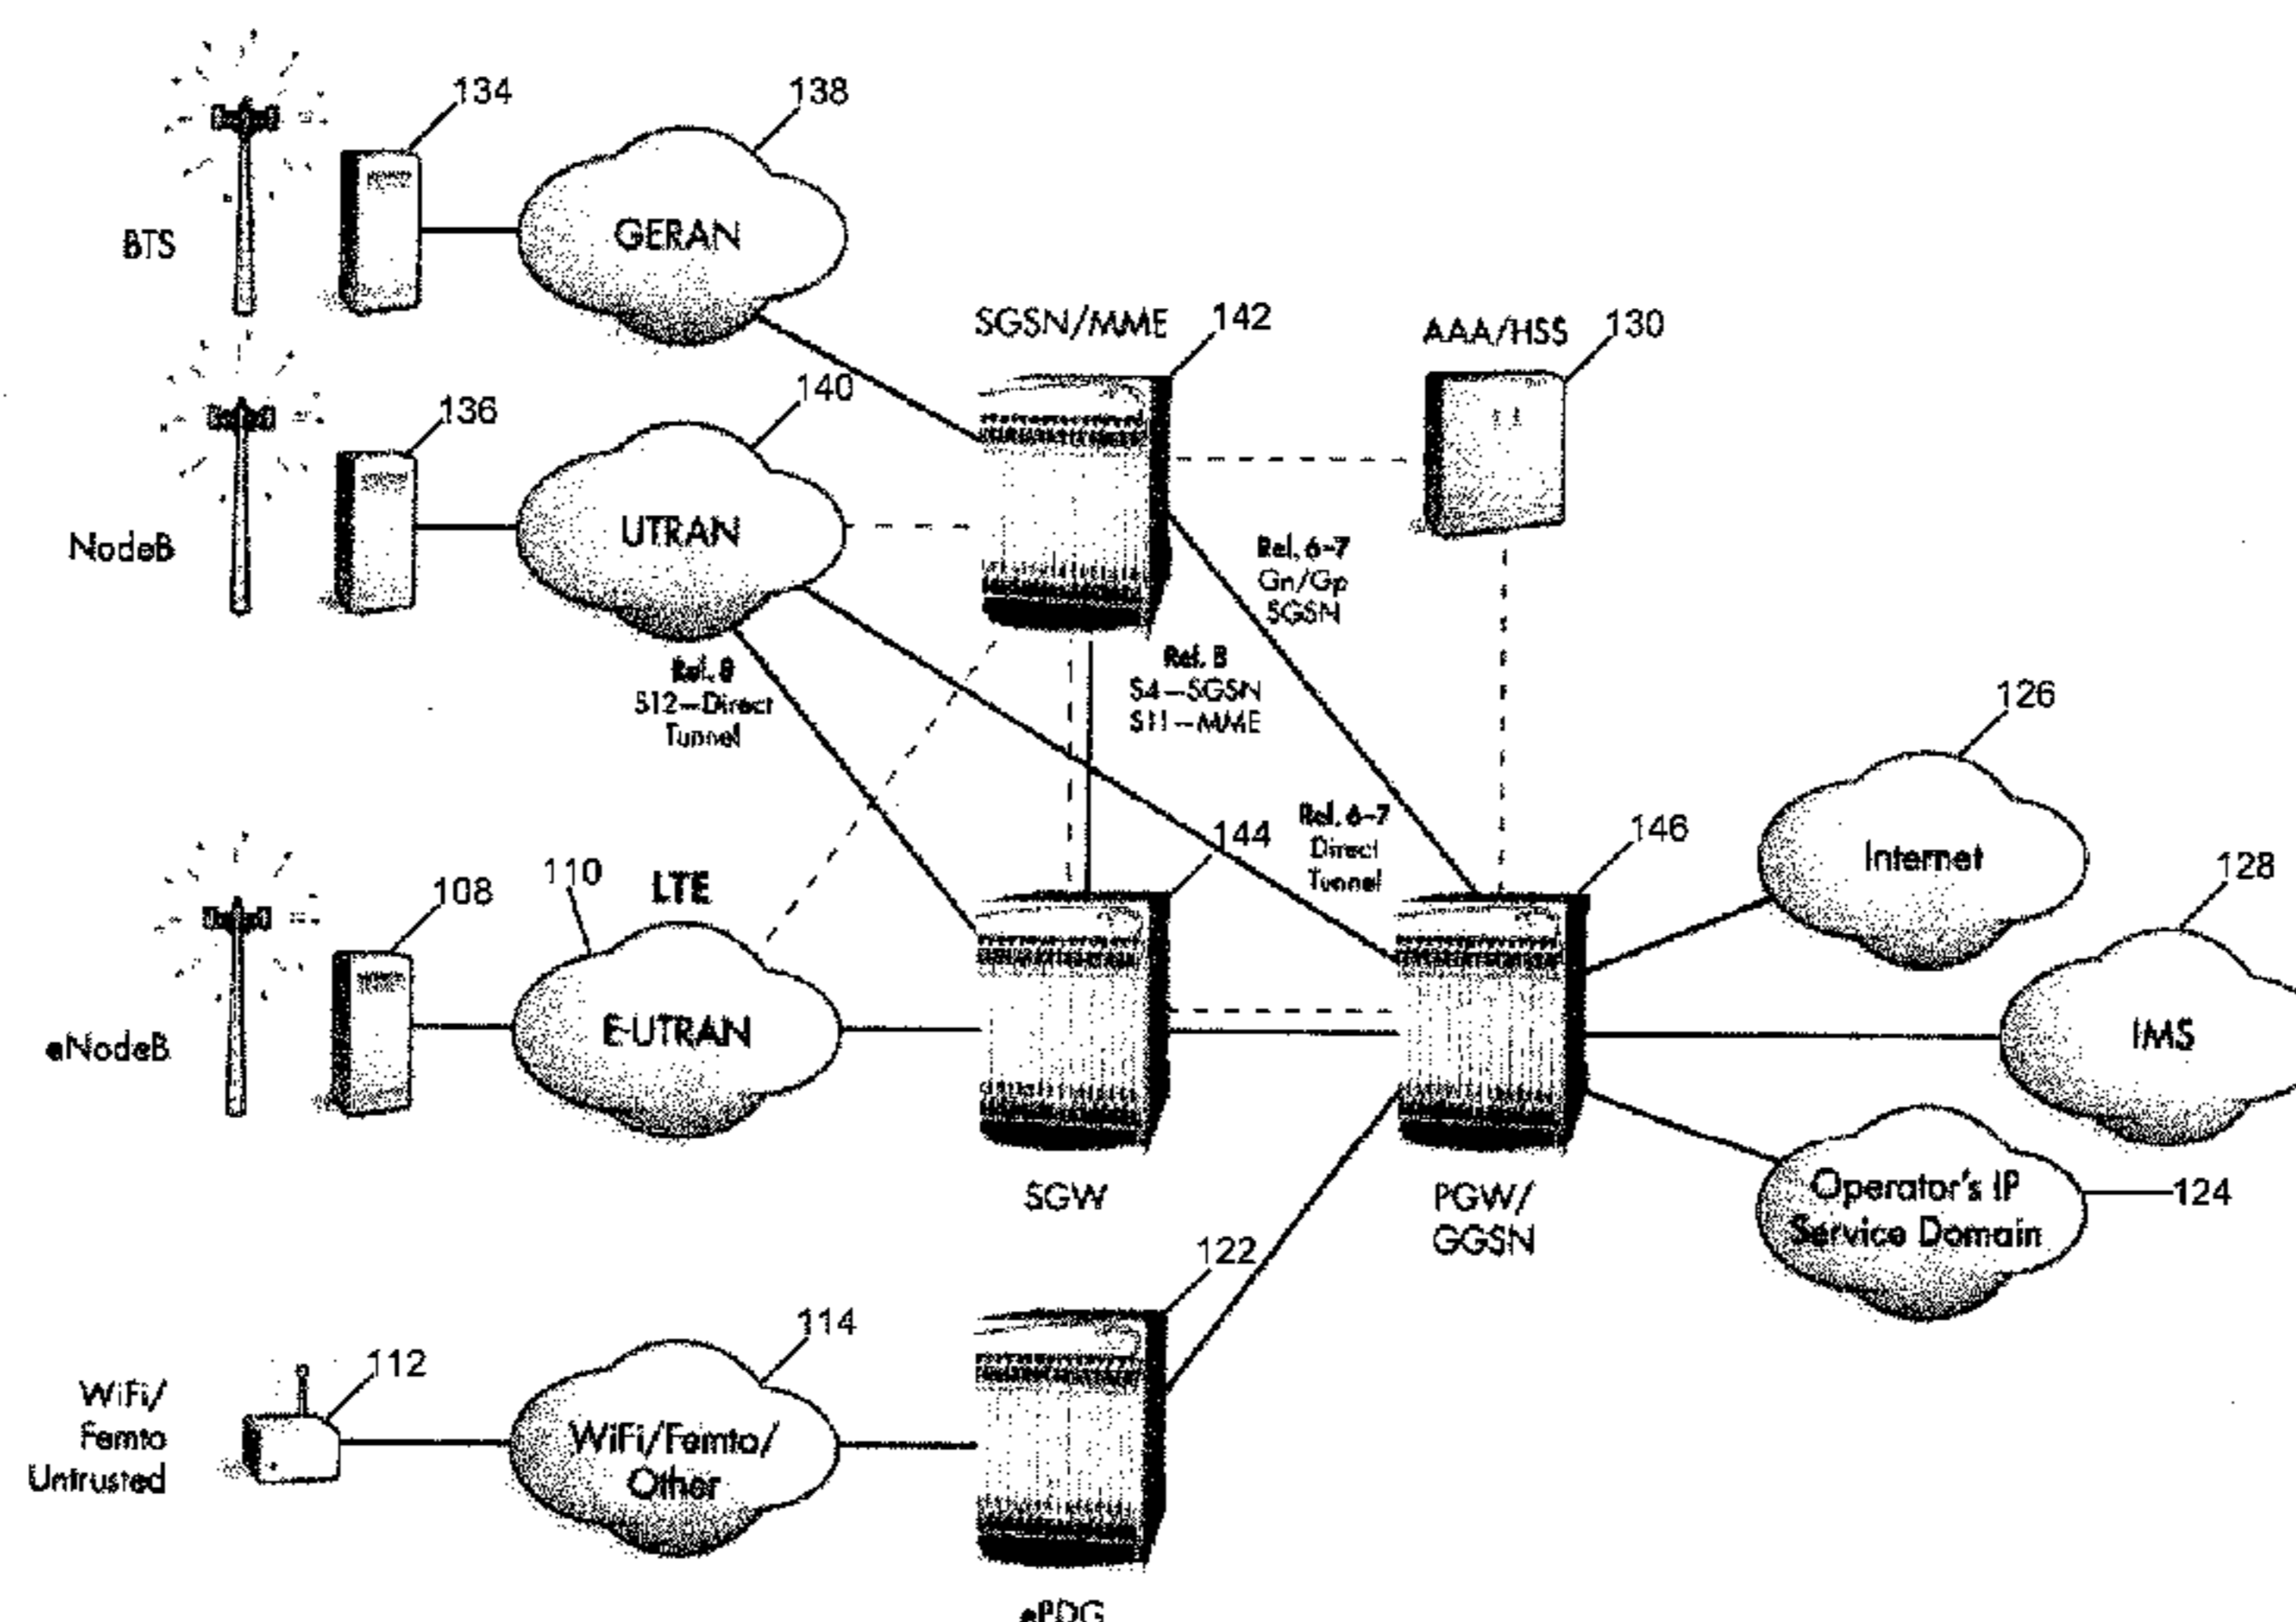 134
138
BTS
GERAN
SGSN/MME
142
AAA/HSS
130
136
140
NodeB
UTRAN
Rel. 6-7
Gn/Gp
SGSN
Rel. 8
S12–Direct
Tunnel
Rel. 8
S4–SGSN
S11–MME
126
Internet
Rel. 6-7
Direct
Tunnel
144
146
128
108
110
LTE
eNodeB
E-UTRAN
IMS
SGW
PGW/
GGSN
Operator's IP
Service Domain
124
122
WiFi/
Femto
Untrusted
112
114
WiFi/Femto/
Other
ePDG